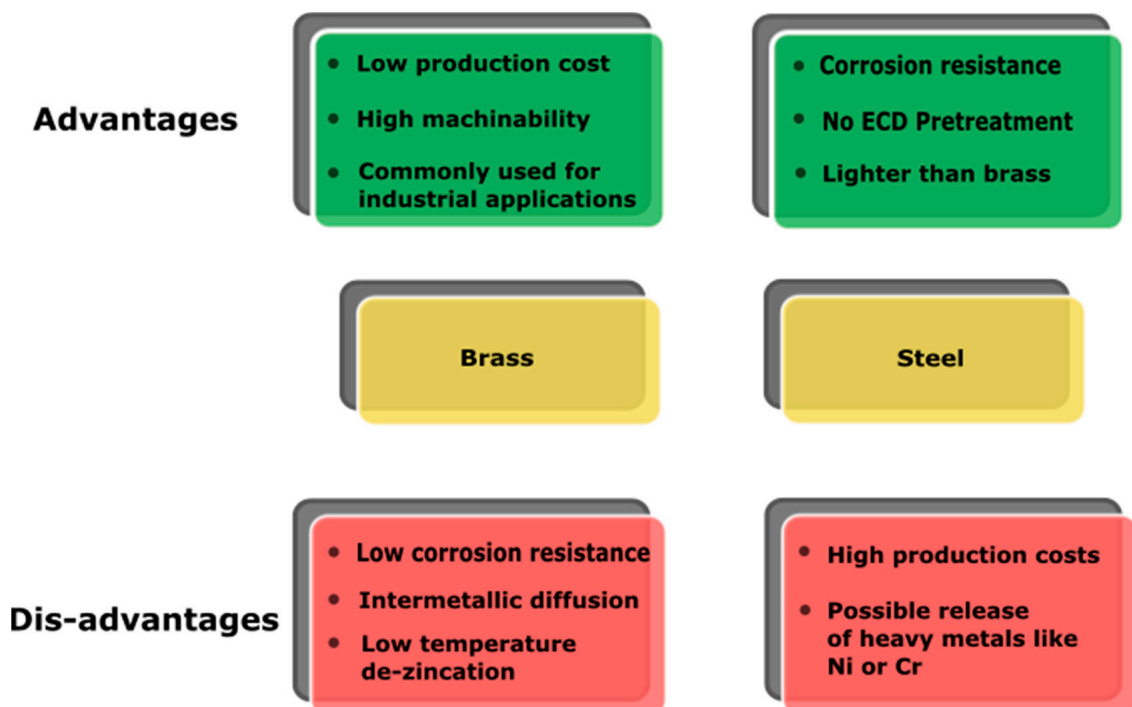 Advantages
• Low production cost
• High machinability
• Commonly used for
industrial applications
• Corrosion resistance
• No ECD Pretreatment
• Lighter than brass
Brass
Steel
Dis-advantages
• Low corrosion resistance
• Intermetallic diffusion
• Low temperature
de-zincation
• High production costs
• Possible release
of heavy metals like
Ni or Cr